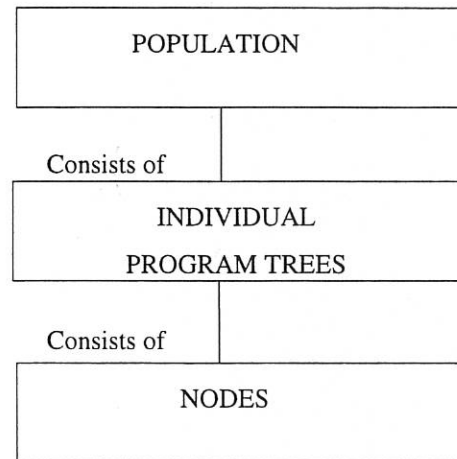 POPULATION
Consists of
INDIVIDUAL
PROGRAM TREES
Consists of
NODES